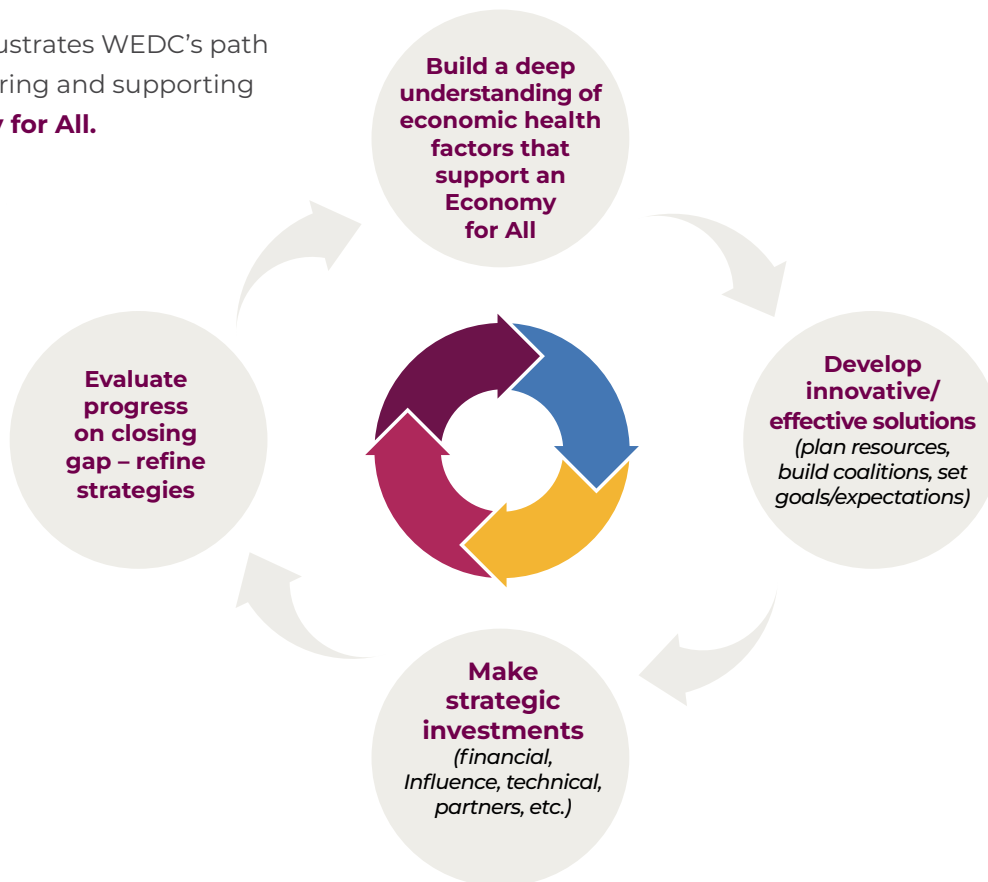 ustrates WEDC’s path
ring and supporting
for All.
Build a deep
understanding of
economic health
factors that
support an
Economy
for All
Develop
innovative/
effective solutions
(plan resources,
build coalitions, set
goals/expectations)
Make
strategic
investments
(financial,
Influence, technical,
partners, etc.)
Evaluate
progress
on closing
gap – refine
strategies